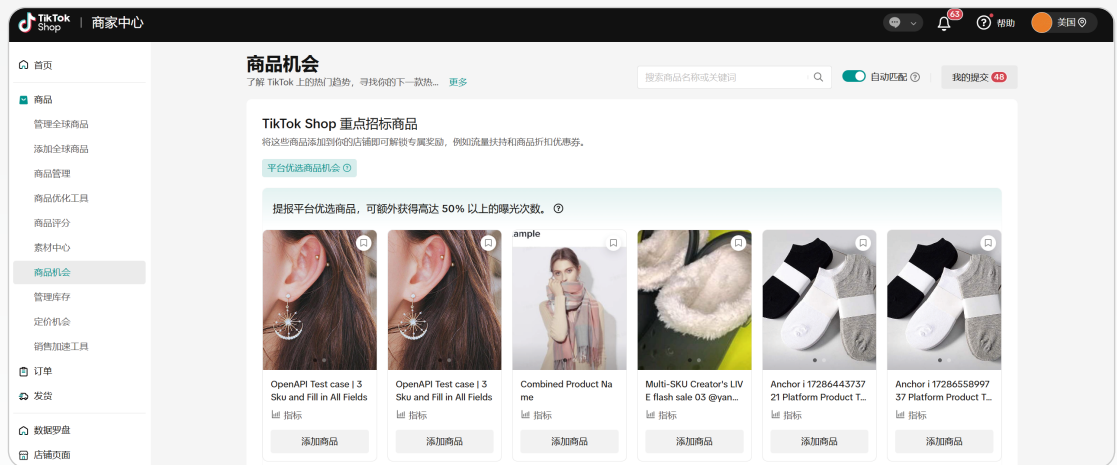 TikTok Shop | 商家中心
63
帮助
美国
首页
商品
管理全球商品
添加全球商品
商品管理
商品优化工具
商品评分
素材中心
商品机会
管理库存
定价机会
销售加速工具
订单
发货
数据罗盘
店铺页面
商品机会
了解 TikTok 上的热门趋势，寻找你的下一款热... 更多
搜索商品名称或关键词
自动匹配
我的提交 48
TikTok Shop 重点招标商品
将这些商品添加到你的店铺即可解锁专属奖励，例如流量扶持和商品折扣优惠券。
平台优选商品机会
提报平台优选商品，可额外获得高达 50% 以上的曝光次数。
ample
OpenAPI Test case | 3
Sku and Fill in All Fields
指标
添加商品
OpenAPI Test case | 3
Sku and Fill in All Fields
指标
添加商品
Combined Product Na
me
指标
添加商品
Multi-SKU Creator's LIV
E flash sale 03 @yan...
指标
添加商品
Anchor i 17286443737
21 Platform Product T...
指标
添加商品
Anchor i 17286558997
37 Platform Product T...
指标
添加商品